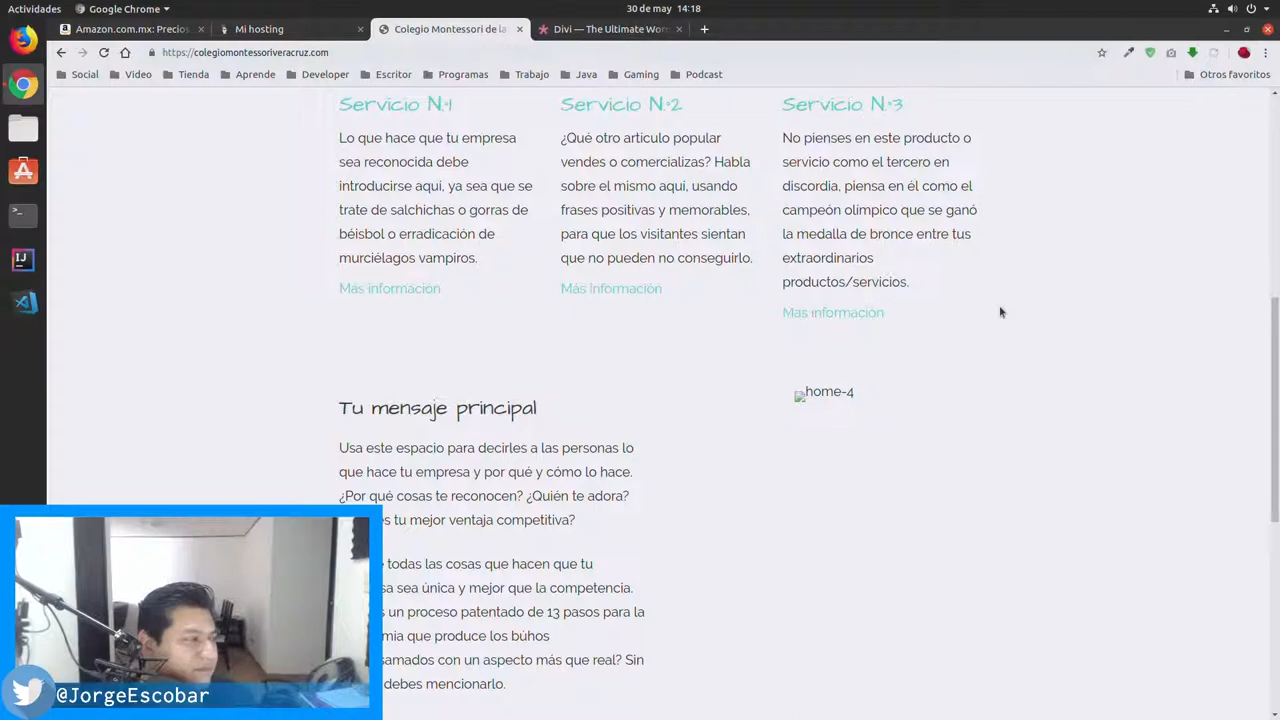 Actividades
Google Chrome
30 de may 14:18
Amazon.com.mx: Precios
Mi hosting
Colegio Montessori de la
Divi — The Ultimate Wor
https://colegiomontessoriveracruz.com
Social
Video
Tienda
Aprende
Developer
Escritor
Programas
Trabajo
Java
Gaming
Podcast
Otros favoritos
Servicio N.º1
Lo que hace que tu empresa
sea reconocida debe
introducirse aquí, ya sea que se
trate de salchichas o gorras de
béisbol o erradicación de
murciélagos vampiros.
Más información
Servicio N.º2
¿Qué otro artículo popular
vendes o comercializas? Habla
sobre el mismo aquí, usando
frases positivas y memorables,
para que los visitantes sientan
que no pueden no conseguirlo.
Más Información
Servicio N.º3
No pienses en este producto o
servicio como el tercero en
discordia, piensa en él como el
campeón olímpico que se ganó
la medalla de bronce entre tus
extraordinarios
productos/servicios.
Más información
Tu mensaje principal
home-4
Usa este espacio para decirles a las personas lo
que hace tu empresa y por qué y cómo lo hace.
¿Por qué cosas te reconocen? ¿Quién te adora?
es tu mejor ventaja competitiva?
todas las cosas que hacen que tu
sa sea única y mejor que la competencia.
un proceso patentado de 13 pasos para la
mia que produce los búhos
samados con un aspecto más que real? Sin
debes mencionarlo.
@JorgeEscobar